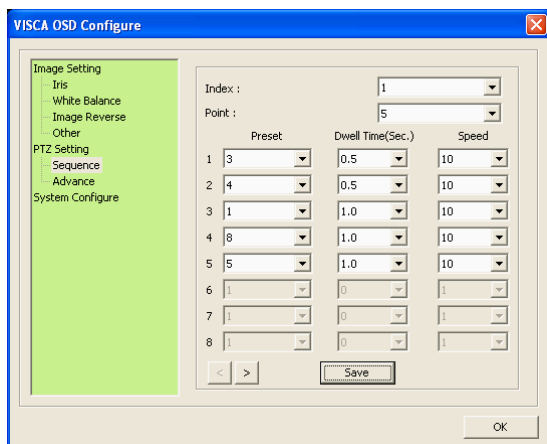 VISCA OSD Configure
Image Setting
Iris
White Balance
Image Reverse
Other
PTZ Setting
Sequence
Advance
System Configure
Index : 1
Point : 5
Preset Dwell Time(Sec.) Speed
1 3 0.5 10
2 4 0.5 10
3 1 1.0 10
4 8 1.0 10
5 5 1.0 10
6 1 0 1
7 1 0 1
8 1 0 1
< > Save
OK